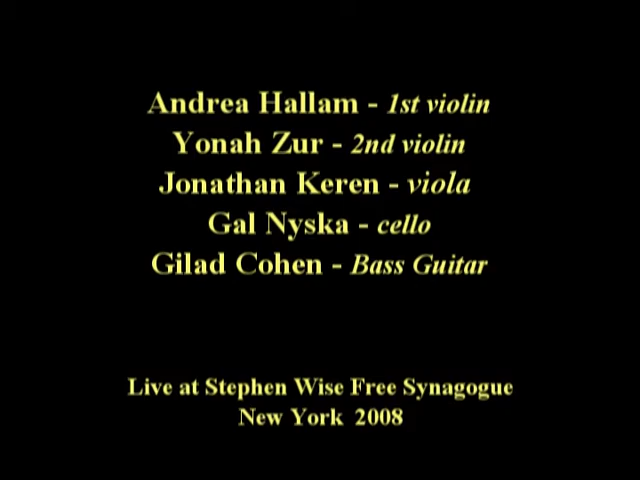 Andrea Hallam - 1st violin
Yonah Zur - 2nd violin
Jonathan Keren - viola
Gal Nyska - cello
Gilad Cohen - Bass Guitar
Live at Stephen Wise Free Synagogue
New York 2008